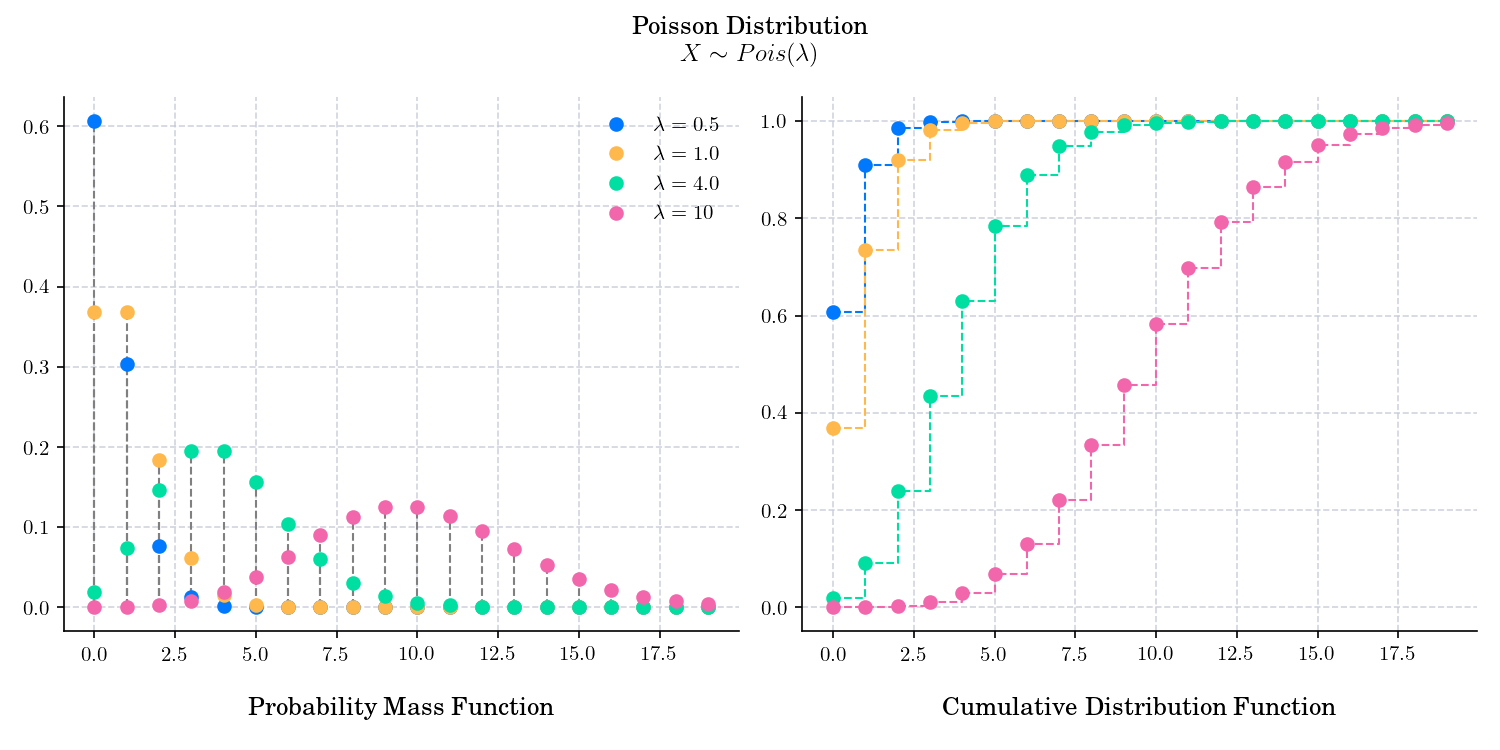 Poisson Distribution
X ∼ Pois(λ)
0.6
0.5
0.4
0.3
0.2
0.1
0.0
λ = 0.5
λ = 1.0
λ = 4.0
λ = 10
0.0 2.5 5.0 7.5 10.0 12.5 15.0 17.5
Probability Mass Function
1.0
0.8
0.6
0.4
0.2
0.0
0.0 2.5 5.0 7.5 10.0 12.5 15.0 17.5
Cumulative Distribution Function